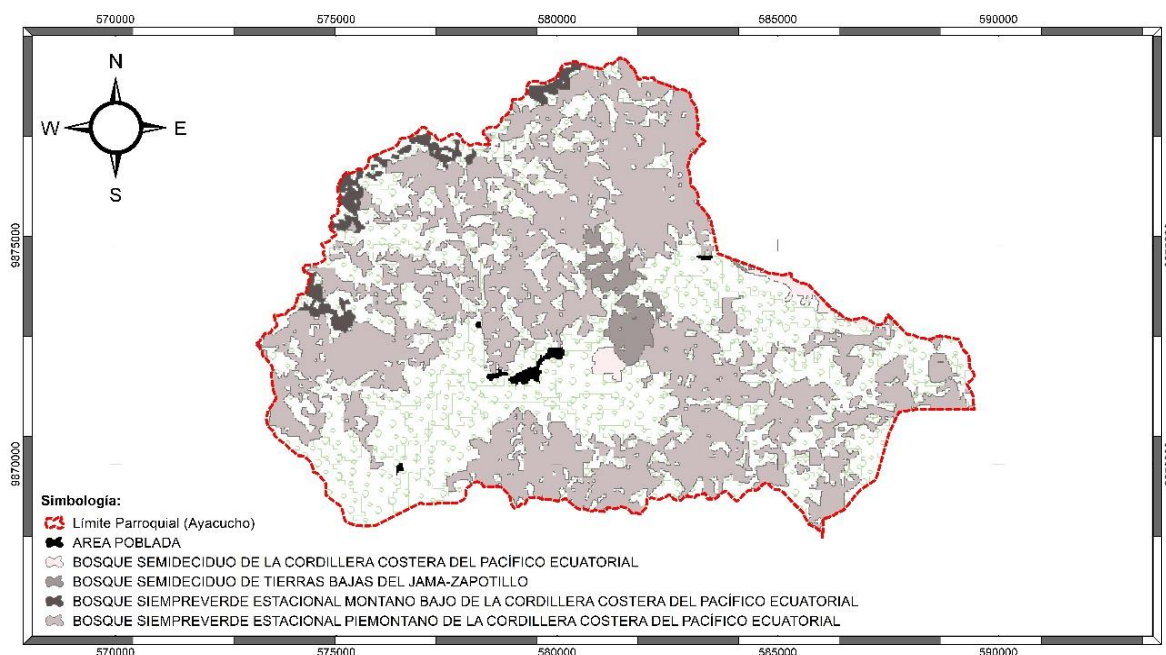 570000 575000 580000 585000 590000
N
W E
S
9875000
9870000
Simbología:
Límite Parroquial (Ayacucho)
AREA POBLADA
BOSQUE SEMIDECIDUO DE LA CORDILLERA COSTERA DEL PACÍFICO ECUATORIAL
BOSQUE SEMIDECIDUO DE TIERRAS BAJAS DEL JAMA-ZAPOTILLO
BOSQUE SIEMPREVERDE ESTACIONAL MONTANO BAJO DE LA CORDILLERA COSTERA DEL PACÍFICO ECUATORIAL
BOSQUE SIEMPREVERDE ESTACIONAL PIEMONTANO DE LA CORDILLERA COSTERA DEL PACÍFICO ECUATORIAL
570000 575000 580000 585000 590000